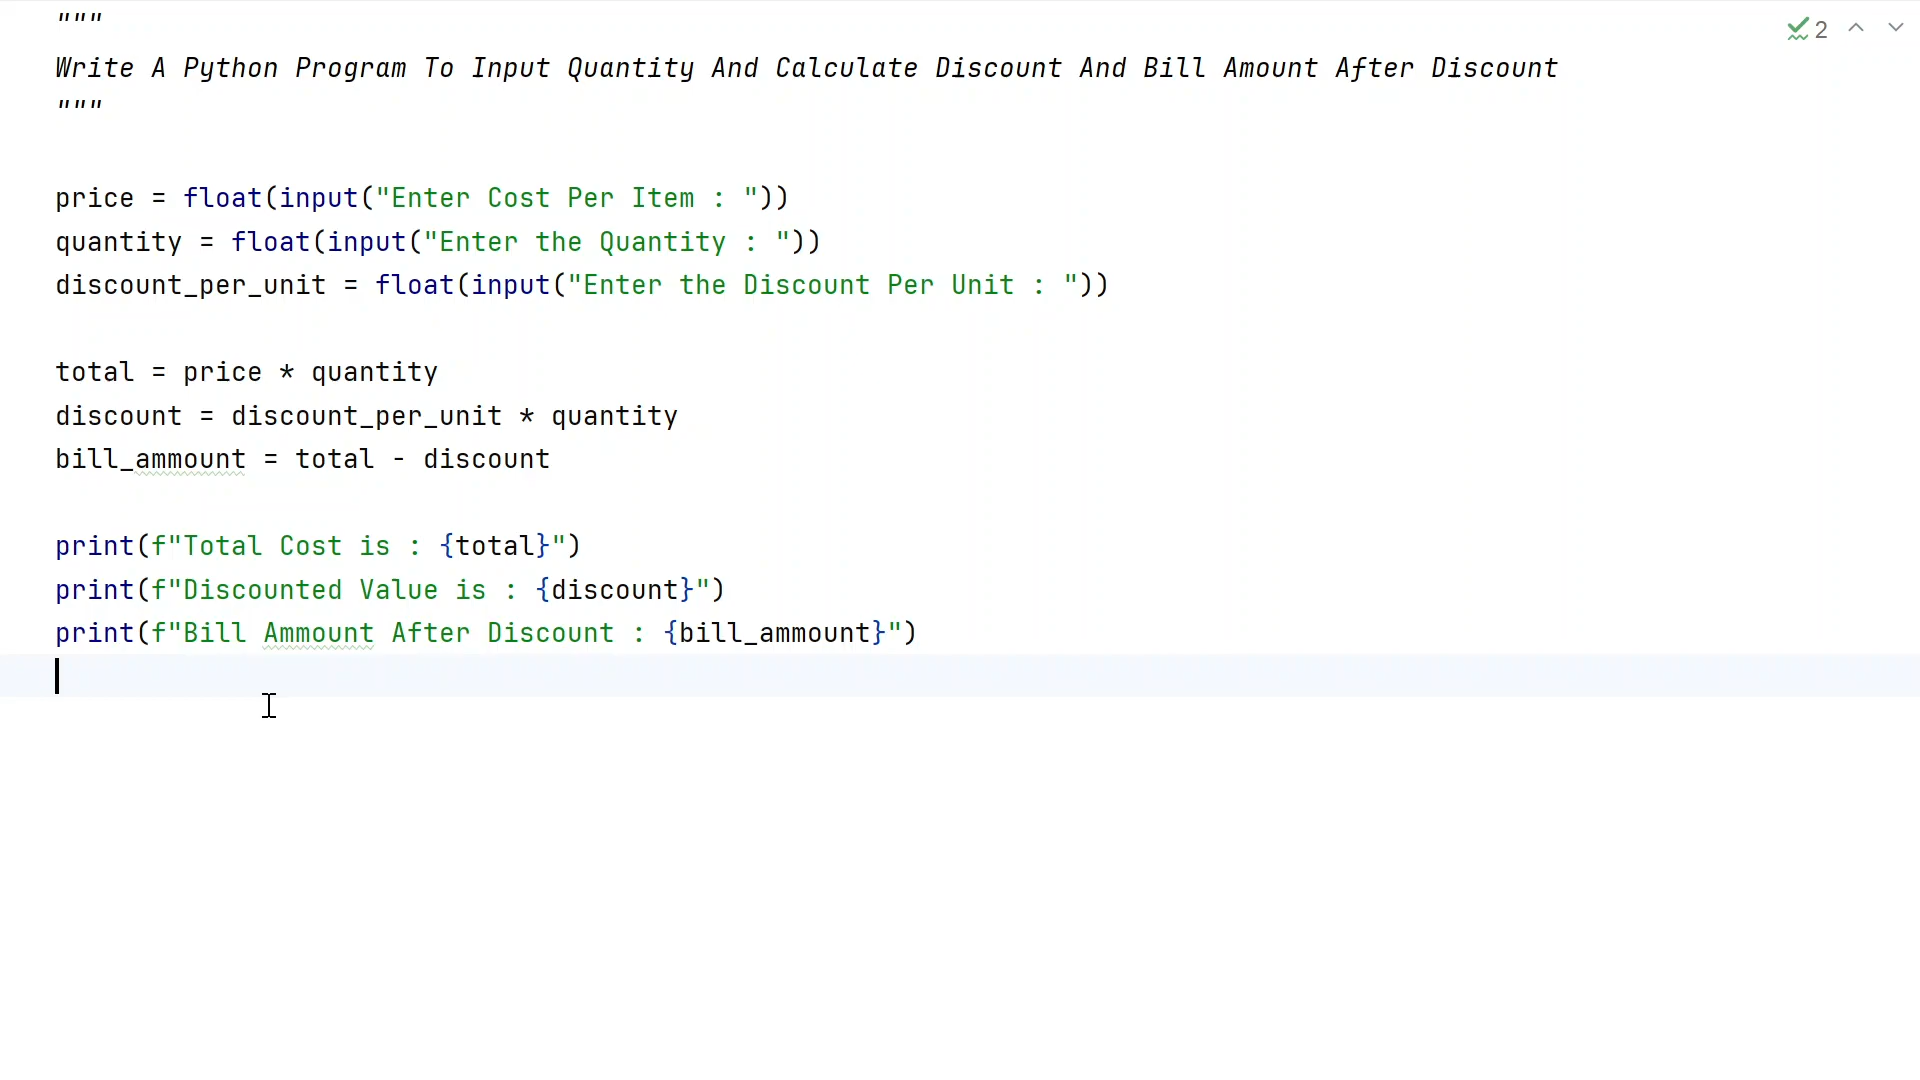 """
2
Write A Python Program To Input Quantity And Calculate Discount And Bill Amount After Discount
"""
price = float(input("Enter Cost Per Item : "))
quantity = float(input("Enter the Quantity : "))
discount_per_unit = float(input("Enter the Discount Per Unit : "))
total = price * quantity
discount = discount_per_unit * quantity
bill_ammount = total - discount
print(f"Total Cost is : {total}")
print(f"Discounted Value is : {discount}")
print(f"Bill Ammount After Discount : {bill_ammount}")